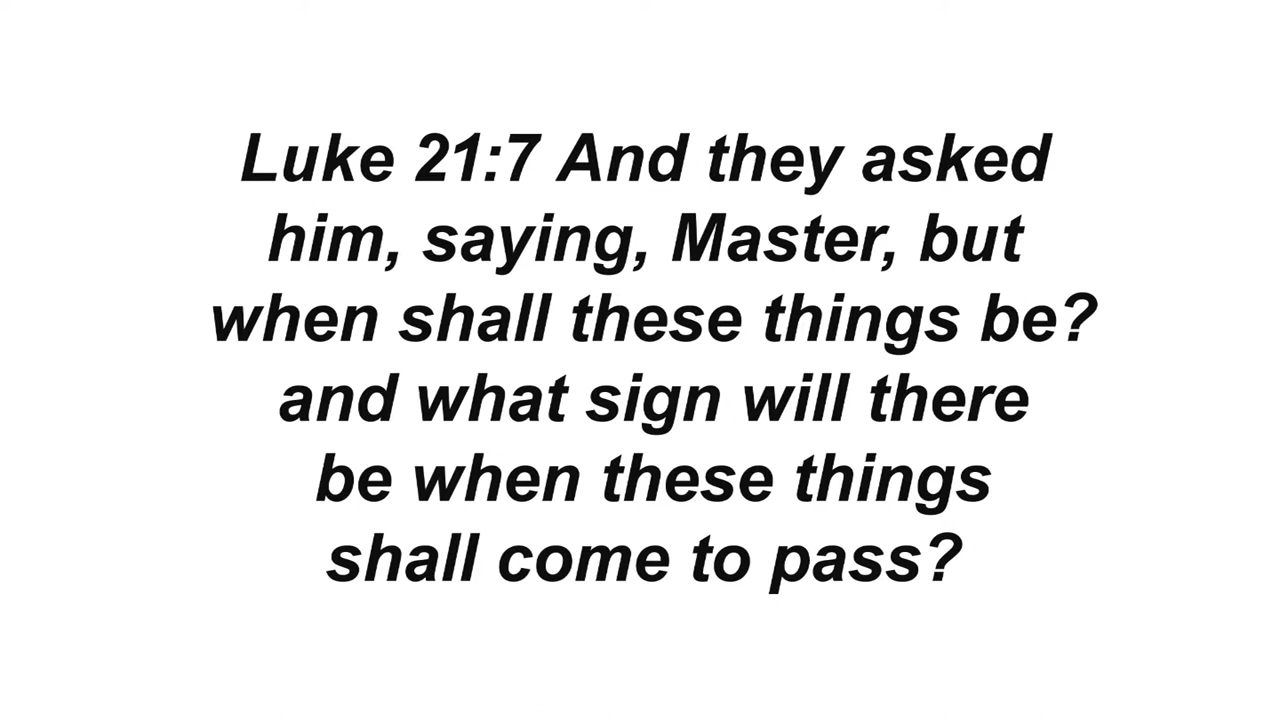 Luke 21:7 And they asked
him, saying, Master, but
when shall these things be?
and what sign will there
be when these things
shall come to pass?